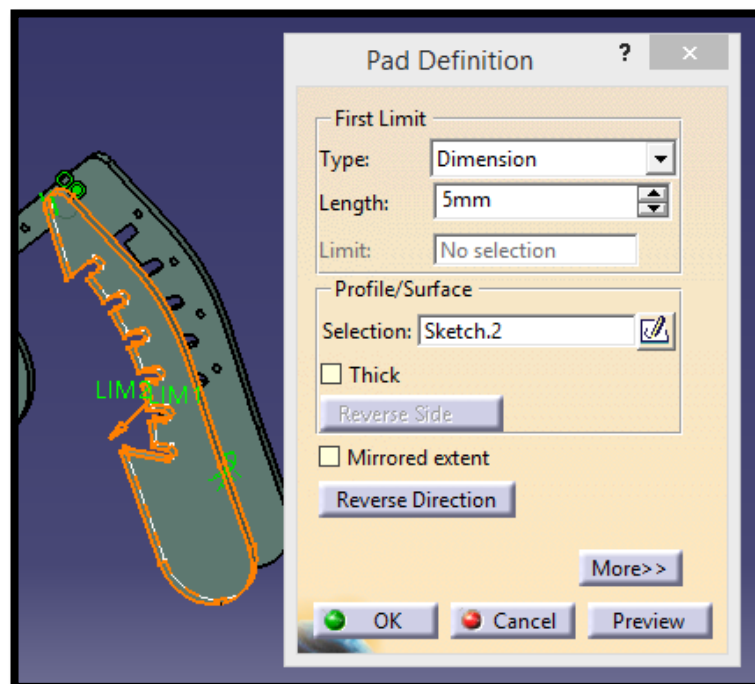 Pad Definition ? ×
First Limit
Type: Dimension
Length: 5mm
Limit: No selection
Profile/Surface
Selection: Sketch.2
Thick
Reverse Side
Mirrored extent
Reverse Direction
More>>
OK Cancel Preview
LIM1